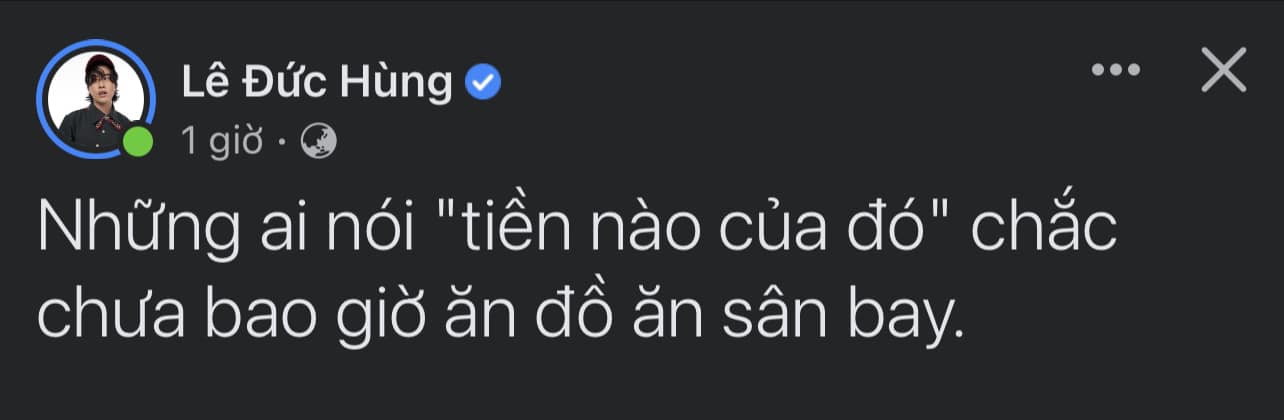 Lê Đức Hùng
1 giờ ·
Những ai nói "tiền nào của đó" chắc
chưa bao giờ ăn đồ ăn sân bay.